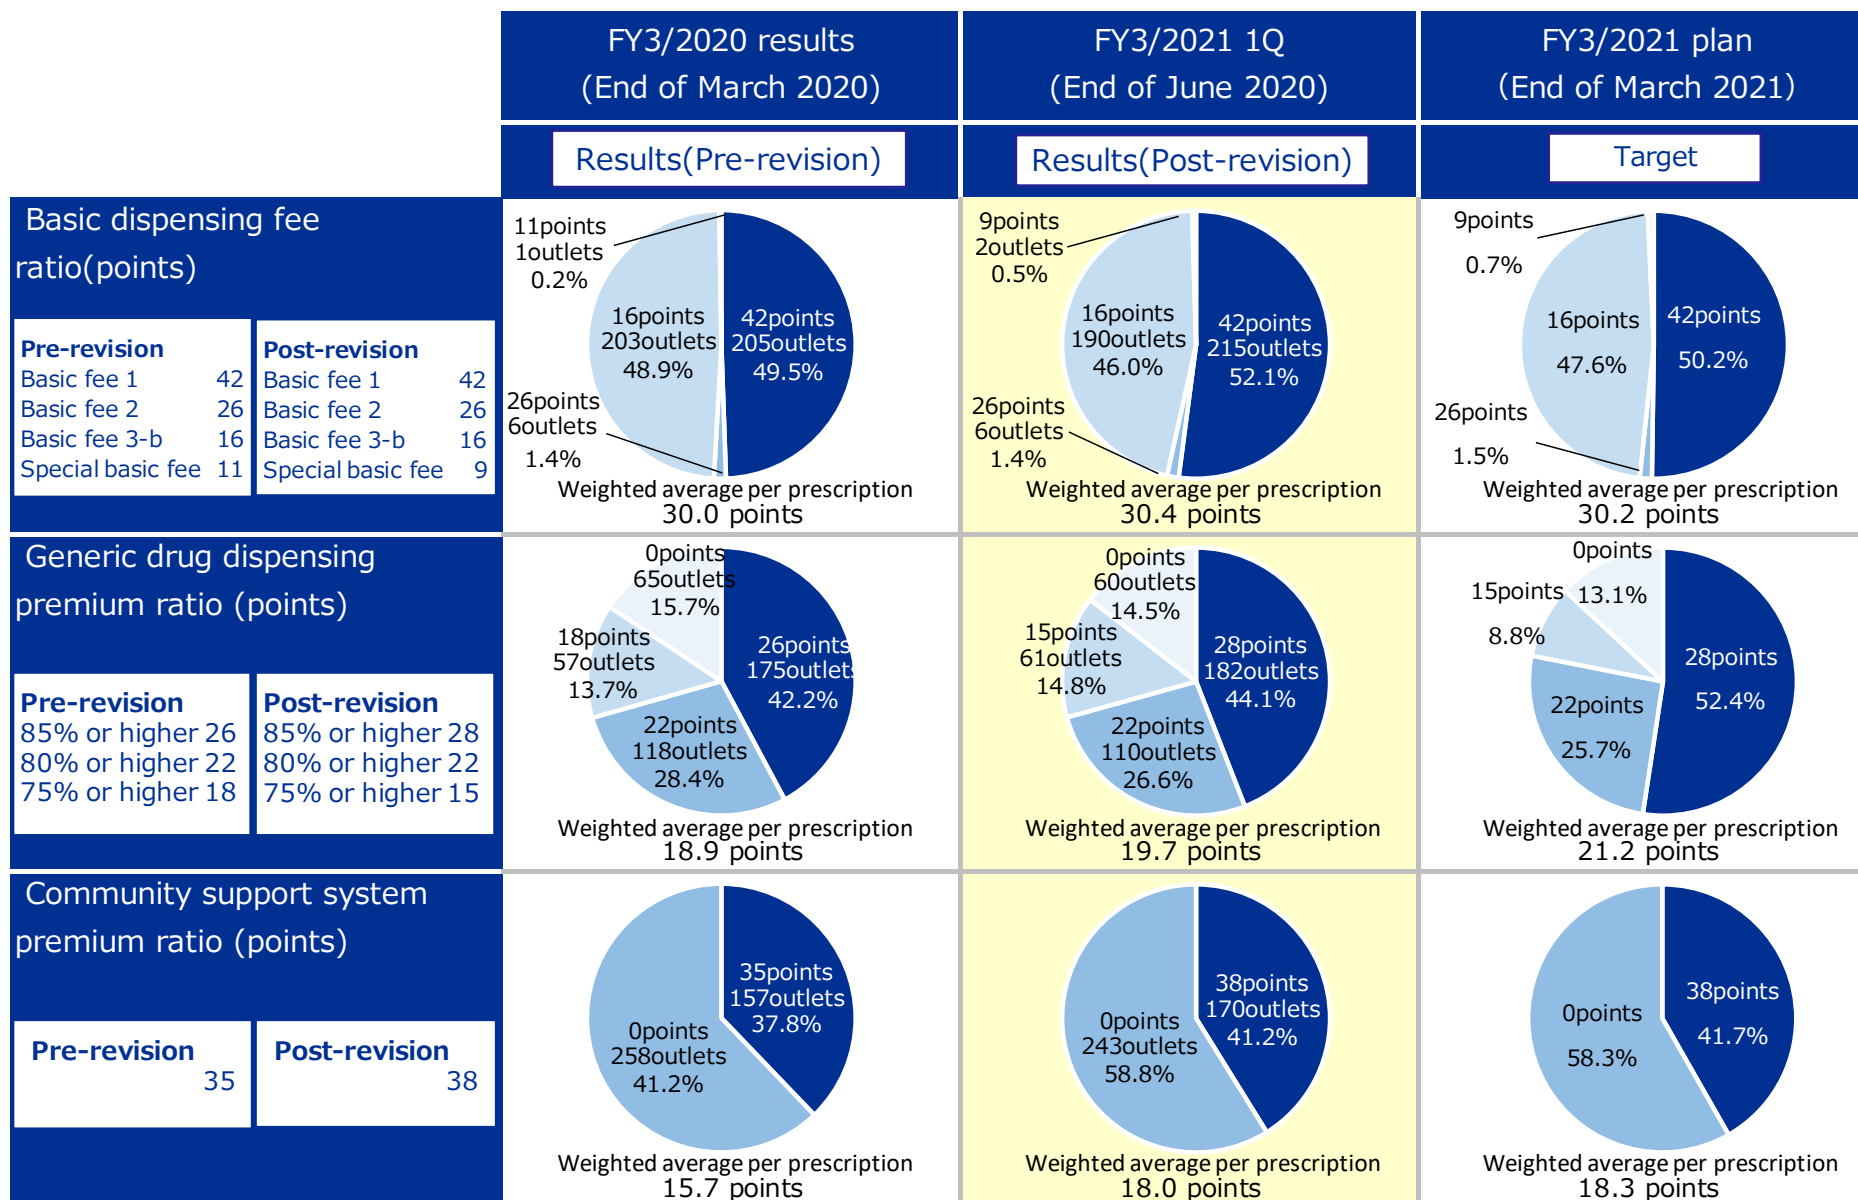 FY3/2020 results
(End of March 2020)
FY3/2021 1Q
(End of June 2020)
FY3/2021 plan
(End of March 2021)
Results(Pre-revision)
Results(Post-revision)
Target
Basic dispensing fee
ratio(points)
Pre-revision
Basic fee 1 42
Basic fee 2 26
Basic fee 3-b 16
Special basic fee 11
Post-revision
Basic fee 1 42
Basic fee 2 26
Basic fee 3-b 16
Special basic fee 9
11points
1outlets
0.2%
16points
203outlets
48.9%
42points
205outlets
49.5%
26points
6outlets
1.4%
Weighted average per prescription
30.0 points
9points
2outlets
0.5%
16points
190outlets
46.0%
42points
215outlets
52.1%
26points
6outlets
1.4%
Weighted average per prescription
30.4 points
9points
0.7%
16points
47.6%
42points
50.2%
26points
1.5%
Weighted average per prescription
30.2 points
Generic drug dispensing
premium ratio (points)
Pre-revision
85% or higher 26
80% or higher 22
75% or higher 18
Post-revision
85% or higher 28
80% or higher 22
75% or higher 15
0points
65outlets
15.7%
18points
57outlets
13.7%
26points
175outlets
42.2%
22points
118outlets
28.4%
Weighted average per prescription
18.9 points
0points
60outlets
14.5%
15points
61outlets
14.8%
28points
182outlets
44.1%
22points
110outlets
26.6%
Weighted average per prescription
19.7 points
0points
13.1%
15points
8.8%
28points
52.4%
22points
25.7%
Weighted average per prescription
21.2 points
Community support system
premium ratio (points)
Pre-revision
35
Post-revision
38
35points
157outlets
37.8%
0points
258outlets
41.2%
Weighted average per prescription
15.7 points
38points
170outlets
41.2%
0points
243outlets
58.8%
Weighted average per prescription
18.0 points
38points
41.7%
0points
58.3%
Weighted average per prescription
18.3 points